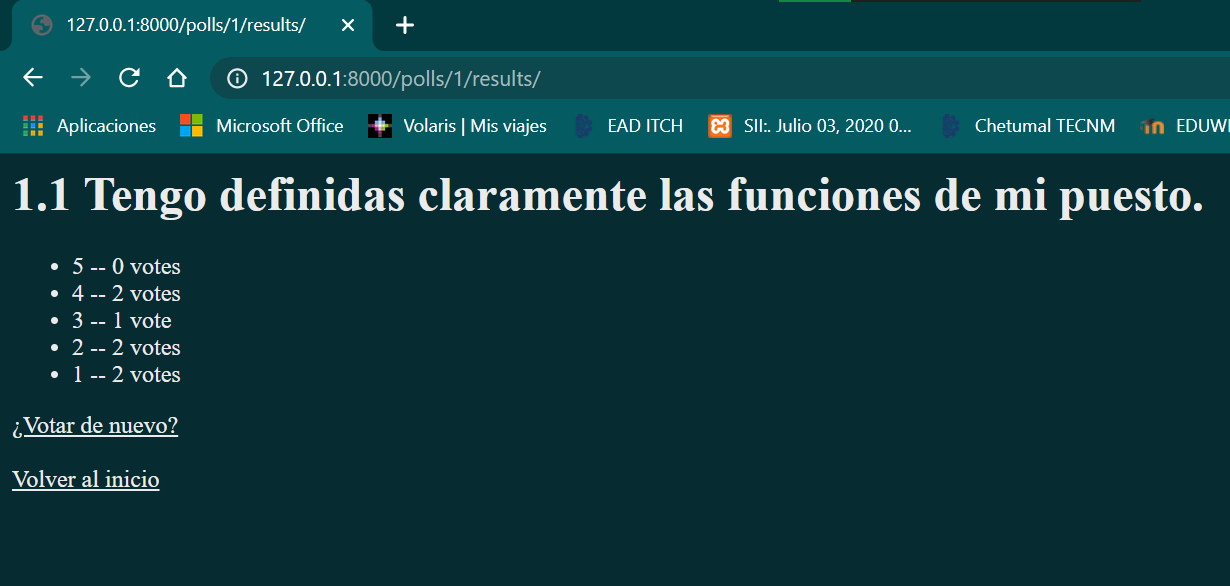 127.0.0.1:8000/polls/1/results/
127.0.0.1:8000/polls/1/results/
Aplicaciones Microsoft Office Volaris | Mis viajes EAD ITCH SII:. Julio 03, 2020 0... Chetumal TECNM EDUWI
1.1 Tengo definidas claramente las funciones de mi puesto.
• 5 -- 0 votes
• 4 -- 2 votes
• 3 -- 1 vote
• 2 -- 2 votes
• 1 -- 2 votes
¿Votar de nuevo?
Volver al inicio